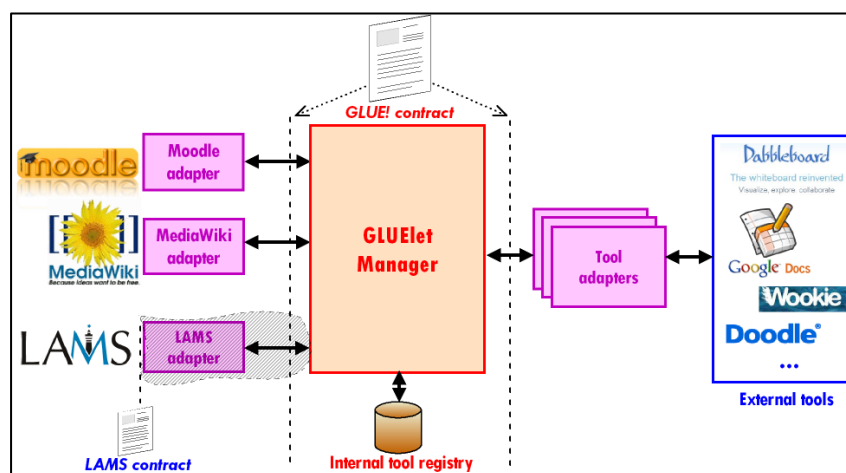 GLUE! contract
moodle
Moodle
adapter
MediaWiki
Because ideas want to be free.
MediaWiki
adapter
LAMS
LAMS
adapter
LAMS contract
GLUElet
Manager
Internal tool registry
Tool
adapters
Dabbleboard
The whiteboard reinvented
Visualize, explore, collaborate
Google Docs
Wookie
Doodle®
...
External tools